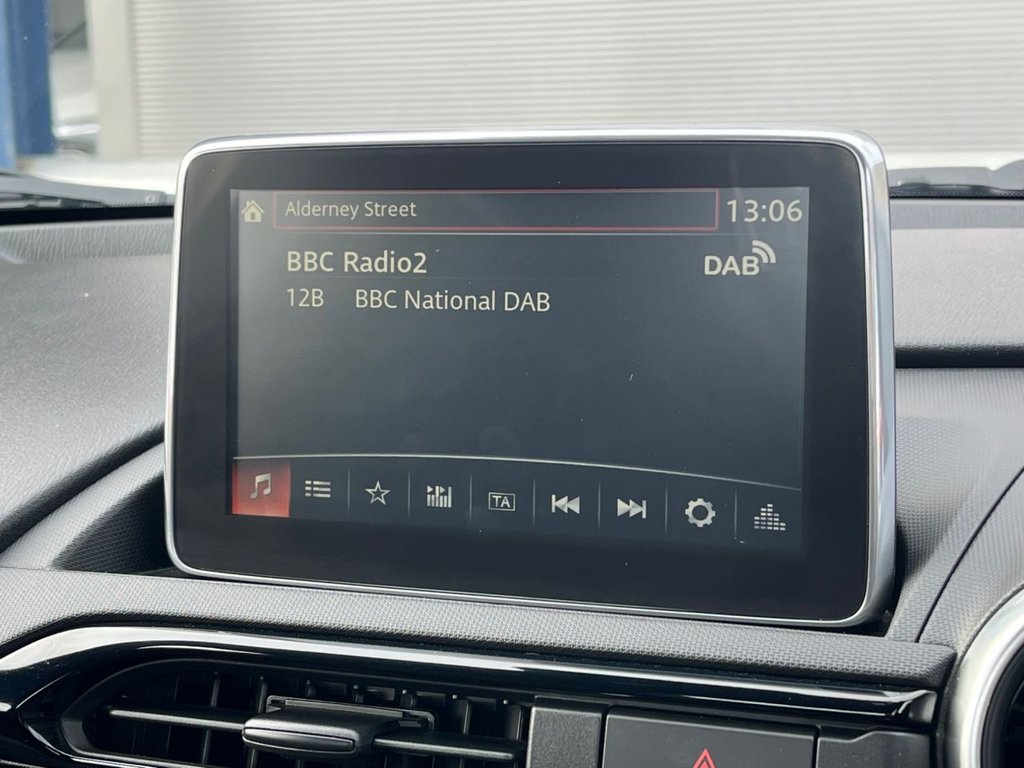 Alderney Street
13:06
BBC Radio2
DAB
12B BBC National DAB
TA